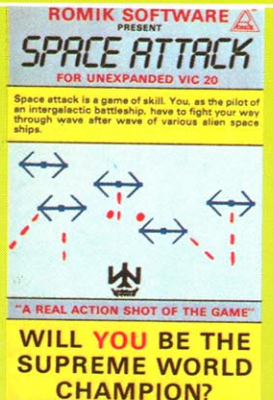 ROMIK SOFTWARE
PRESENT
SPACE ATTACK
FOR UNEXPANDED VIC 20
Space attack is a game of skill. You, as the pilot of
an intergalactic battleship, have to fight your way
through wave after wave of various alien space
ships.
"A REAL ACTION SHOT OF THE GAME"
WILL YOU BE THE
SUPREME WORLD
CHAMPION?